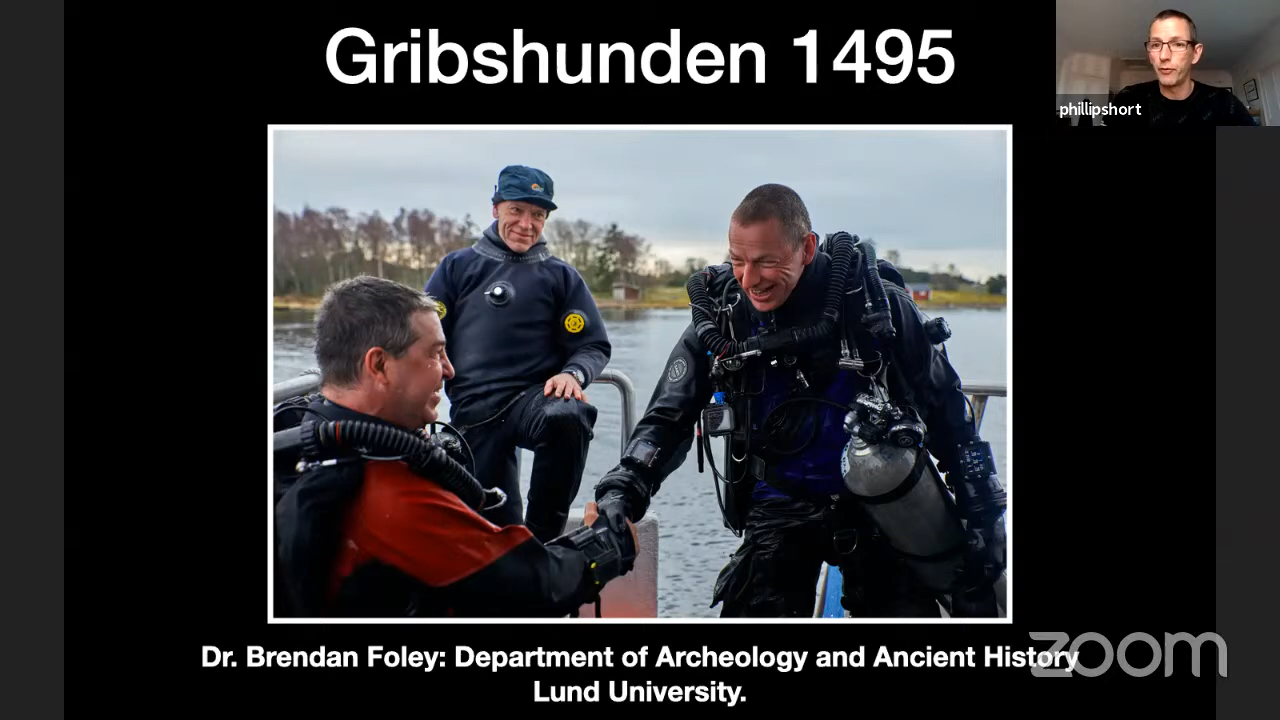 Gribshunden 1495
phillipshort
Dr. Brendan Foley: Department of Archeology and Ancient History
Lund University.
zoom